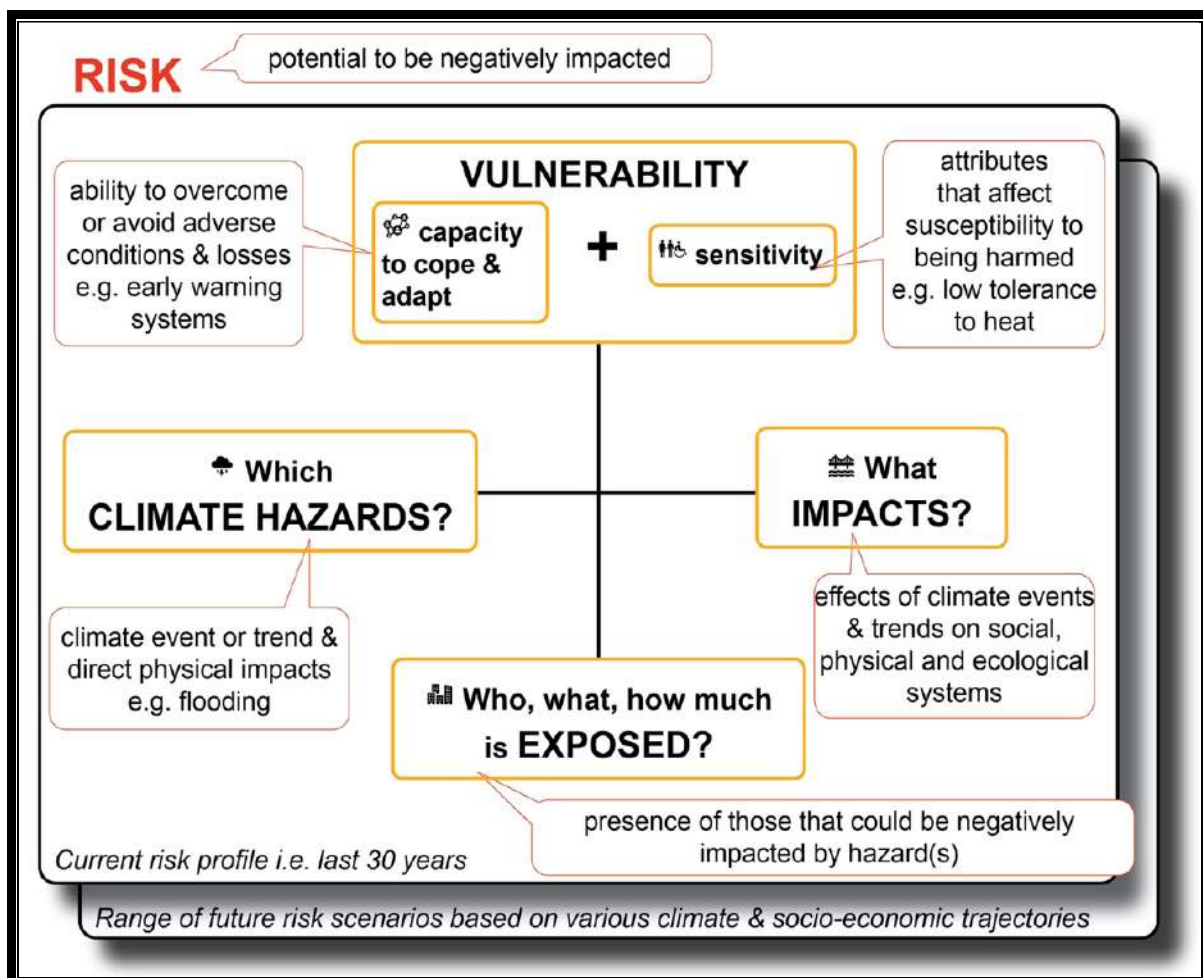 RISK
potential to be negatively impacted
VULNERABILITY
ability to overcome
or avoid adverse
conditions & losses
e.g. early warning
systems
capacity
to cope &
adapt
+
sensitivity
attributes
that affect
susceptibility to
being harmed
e.g. low tolerance
to heat
Which
CLIMATE HAZARDS?
What
IMPACTS?
climate event or trend &
direct physical impacts
e.g. flooding
effects of climate events
& trends on social,
physical and ecological
systems
Who, what, how much
is EXPOSED?
presence of those that could be negatively
impacted by hazard(s)
Current risk profile i.e. last 30 years
Range of future risk scenarios based on various climate & socio-economic trajectories